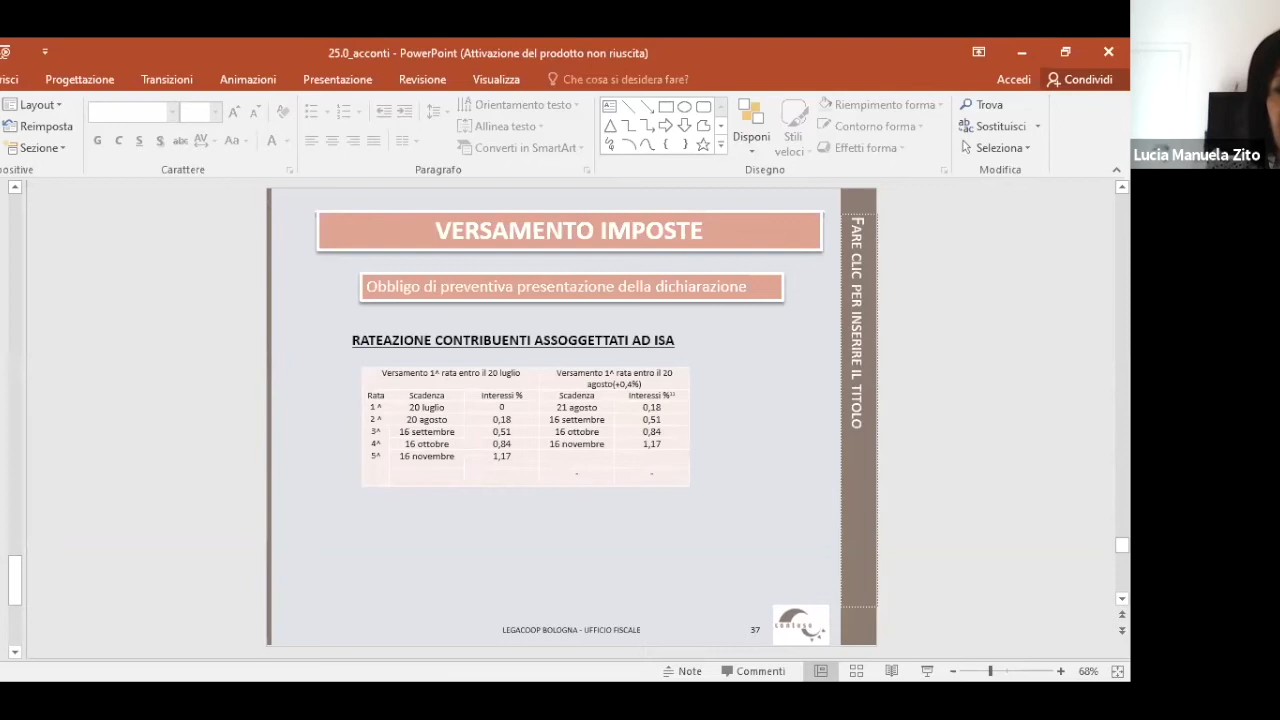 25.0_acconti - PowerPoint (Attivazione del prodotto non riuscita)
risci Progettazione Transizioni Animazioni Presentazione Revisione Visualizza Che cosa si desidera fare? Accedi Condividi
Layout Orientamento testo Riempimento forma Trova
Reimposta Allinea testo Disponi Stili veloci Contorno forma Sostituisci
Sezione G C S S abc AV Aa A Converti in SmartArt Effetti forma Seleziona
positive Carattere Paragrafo Disegno Modifica
Lucia Manuela Zito
VERSAMENTO IMPOSTE
Obbligo di preventiva presentazione della dichiarazione
RATEAZIONE CONTRIBUENTI ASSOGGETTATI AD ISA
Versamento 1^ rata entro il 20 luglio Versamento 1^ rata entro il 20
agosto(+0,4%)
Rata Scadenza Interessi % Scadenza Interessi %¹¹
1 ^ 20 luglio 0 21 agosto 0,18
2 ^ 20 agosto 0,18 16 settembre 0,51
3^ 16 settembre 0,51 16 ottobre 0,84
4^ 16 ottobre 0,84 16 novembre 1,17
5^ 16 novembre 1,17
- -
FARE CLIC PER INSERIRE IL TITOLO
LEGACOOP BOLOGNA - UFFICIO FISCALE 37
Note Commenti 68%